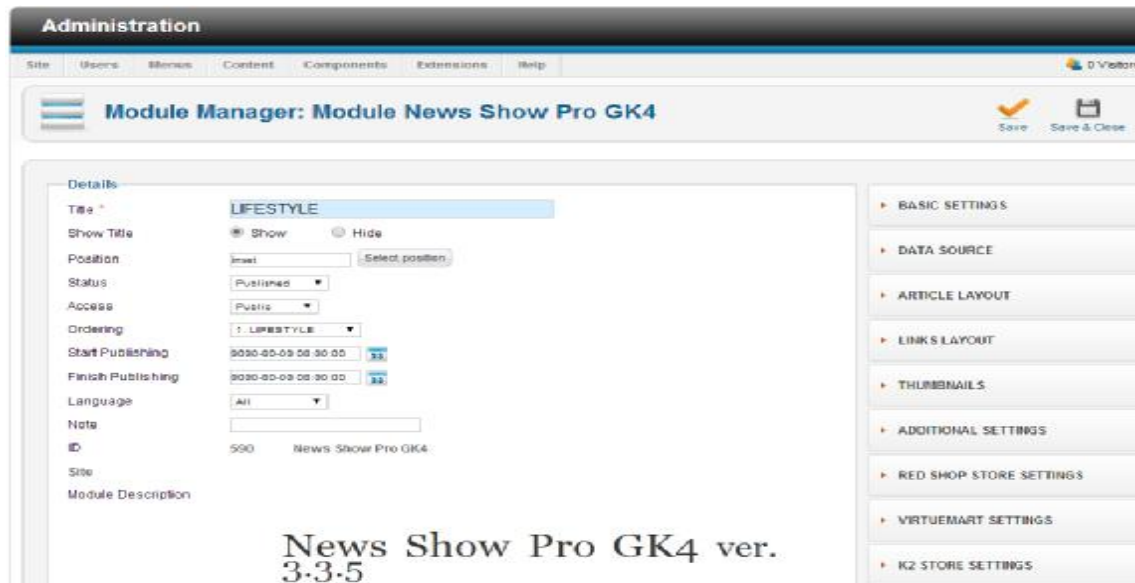 Administration
Site Users Menus Content Components Extensions Help 0 Visitors
Module Manager: Module News Show Pro GK4
Save Save & Close
Details
Title * LIFESTYLE
Show Title Show Hide
Position inset Select position
Status Published
Access Public
Ordering 1. LIFESTYLE
Start Publishing
Finish Publishing
Language All
Note
ID 590 News Show Pro GK4
Site
Module Description
News Show Pro GK4 ver.
3.3.5
BASIC SETTINGS
DATA SOURCE
ARTICLE LAYOUT
LINKS LAYOUT
THUMBNAILS
ADDITIONAL SETTINGS
RED SHOP STORE SETTINGS
VIRTUEMART SETTINGS
K2 STORE SETTINGS